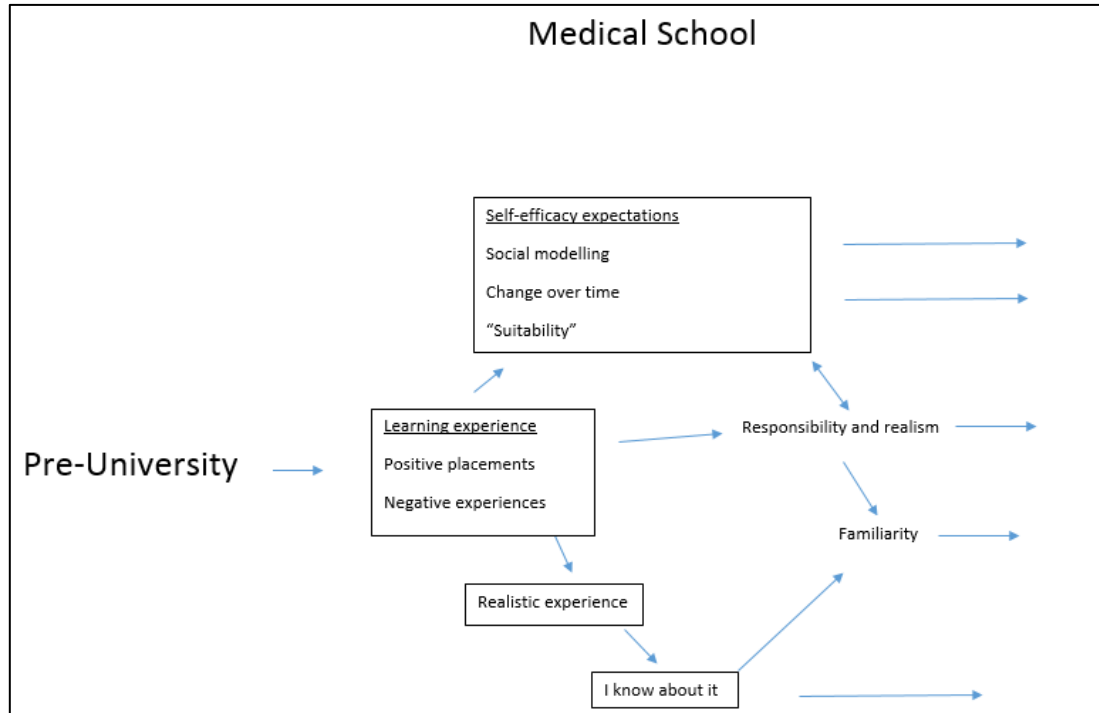 Medical School
Self-efficacy expectations
Social modelling
Change over time
“Suitability”
Learning experience
Positive placements
Negative experiences
Pre-University
Responsibility and realism
Familiarity
Realistic experience
I know about it